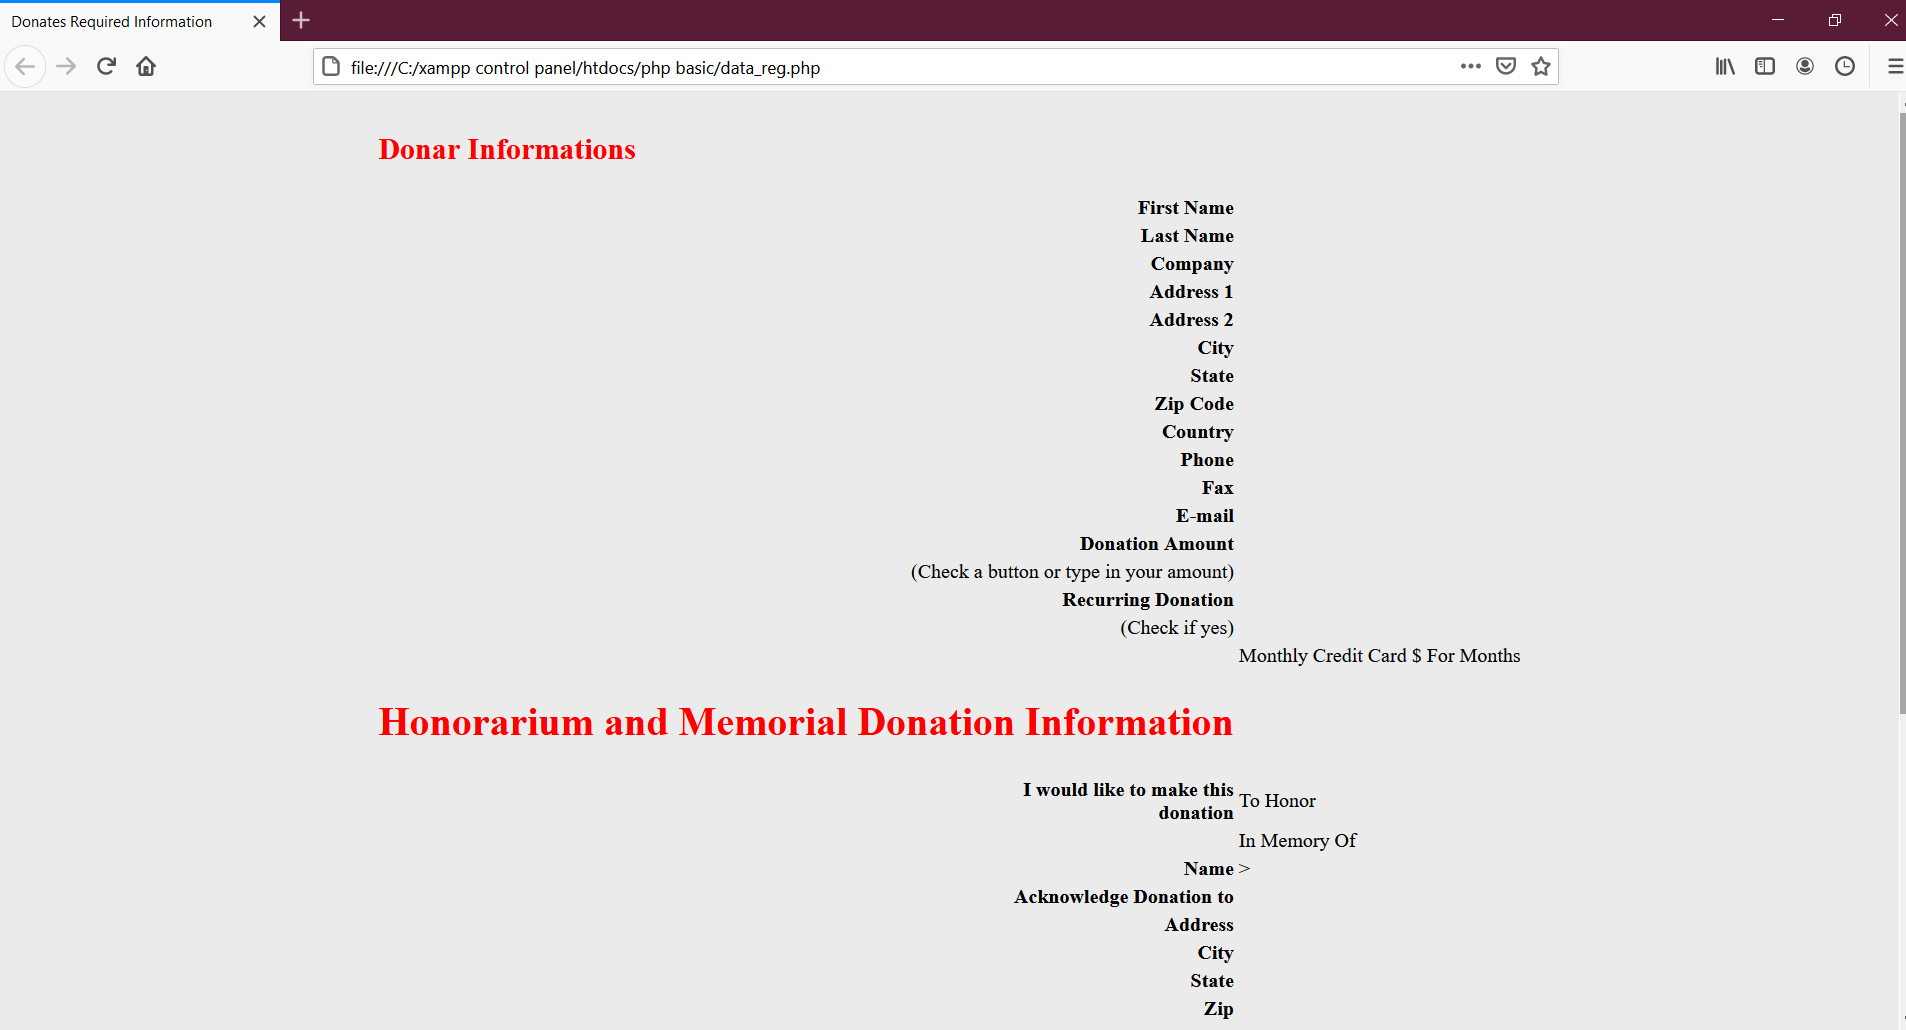 Donates Required Information
file:///C:/xampp control panel/htdocs/php basic/data_reg.php
Donar Informations
First Name
Last Name
Company
Address 1
Address 2
City
State
Zip Code
Country
Phone
Fax
E-mail
Donation Amount
(Check a button or type in your amount)
Recurring Donation
(Check if yes)
Monthly Credit Card $ For Months
Honorarium and Memorial Donation Information
I would like to make this
donation
To Honor
In Memory Of
Name >
Acknowledge Donation to
Address
City
State
Zip